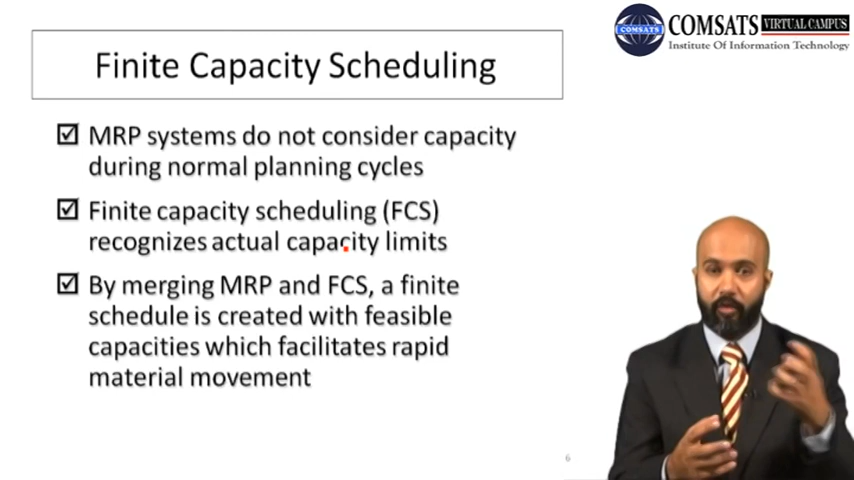 COMSATS VIRTUAL CAMPUS
COMSATS
Institute Of Information Technology
Finite Capacity Scheduling
☑ MRP systems do not consider capacity
during normal planning cycles
☑ Finite capacity scheduling (FCS)
recognizes actual capacity limits
☑ By merging MRP and FCS, a finite
schedule is created with feasible
capacities which facilitates rapid
material movement
6